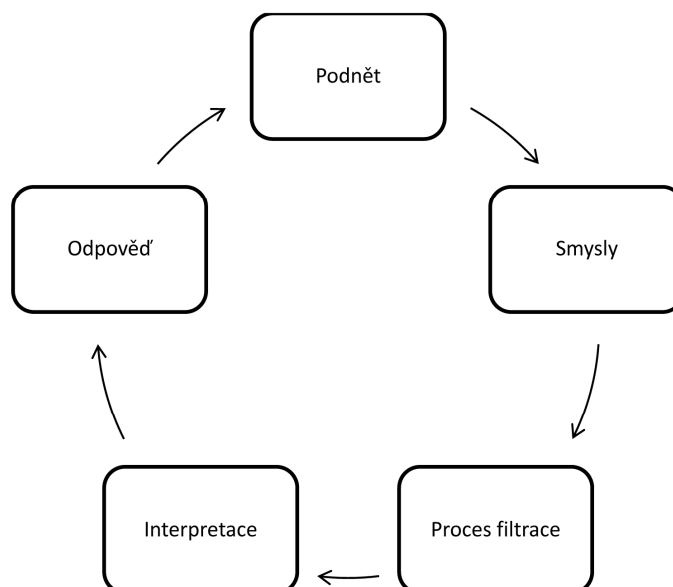 Podnět
Smysly
Proces filtrace
Interpretace
Odpověď